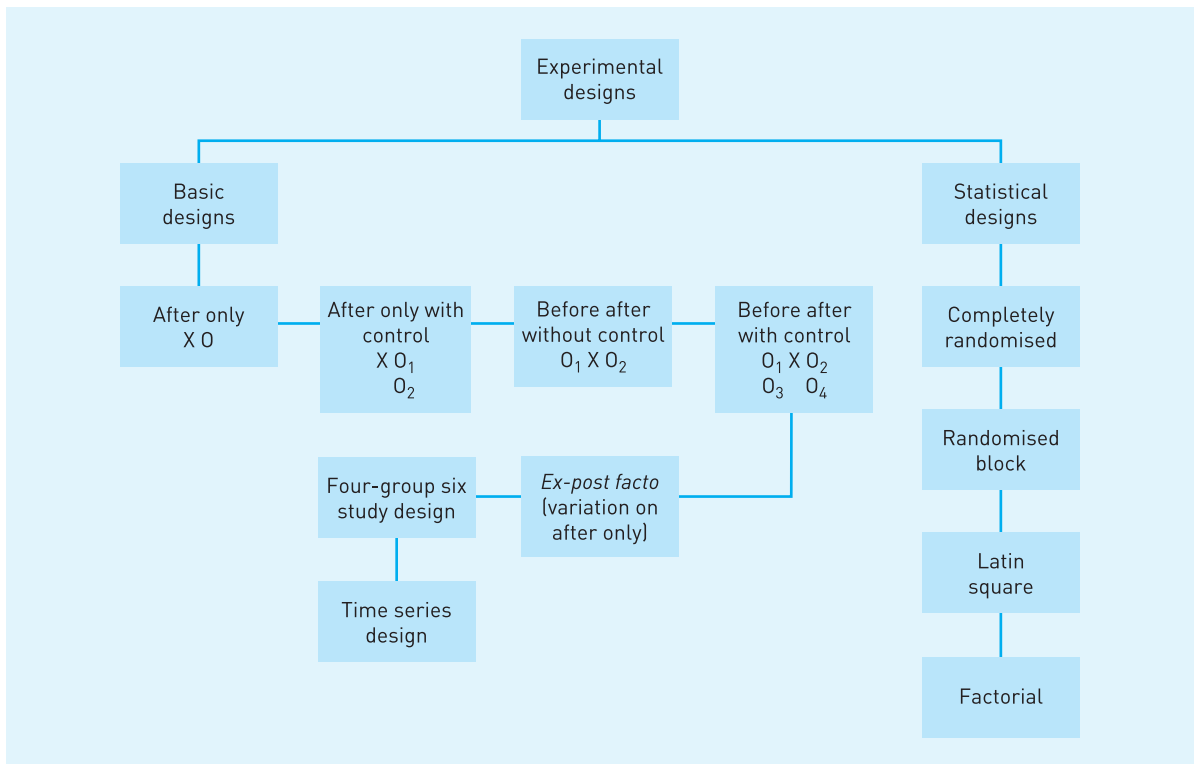 Experimental
designs
Basic
designs
Statistical
designs
After only
X O
After only with
control
X O₁
O₂
Before after
without control
O₁ X O₂
Before after
with control
O₁ X O₂
O₃ O₄
Completely
randomised
Randomised
block
Four-group six
study design
Ex-post facto
(variation on
after only)
Latin
square
Time series
design
Factorial